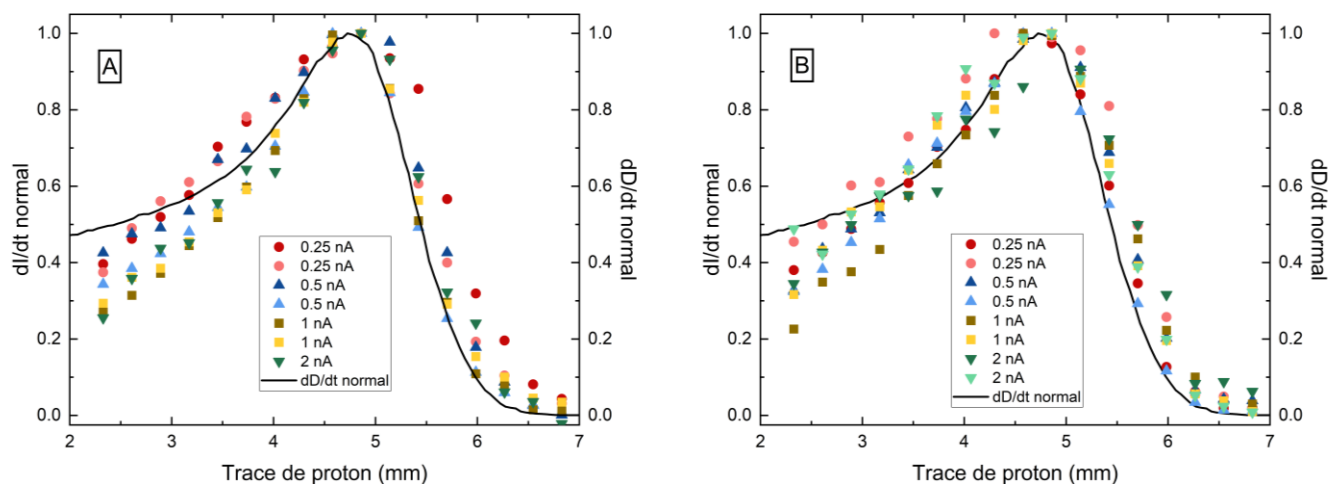 A
dI/dt normal
1.0
0.8
0.6
0.4
0.2
0.0
1.0
0.8
0.6
0.4
0.2
0.0
dD/dt normal
0.25 nA
0.25 nA
0.5 nA
0.5 nA
1 nA
1 nA
2 nA
dD/dt normal
2 3 4 5 6 7
Trace de proton (mm)
B
dI/dt normal
1.0
0.8
0.6
0.4
0.2
0.0
1.0
0.8
0.6
0.4
0.2
0.0
dD/dt normal
0.25 nA
0.25 nA
0.5 nA
0.5 nA
1 nA
1 nA
2 nA
2 nA
dD/dt normal
2 3 4 5 6 7
Trace de proton (mm)